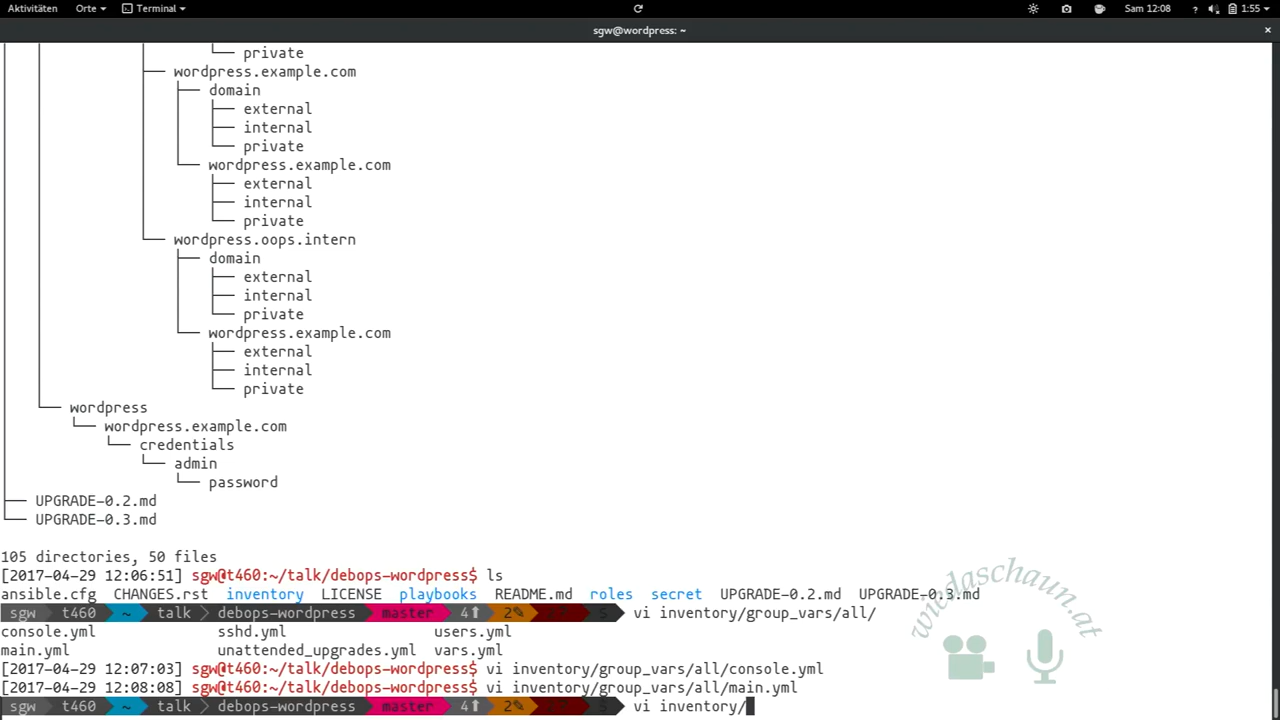 Aktivitäten Orte Terminal Sam 12:08 ? 1:55
sgw@wordpress: ~ ×
└── private
├── wordpress.example.com
│ ├── domain
│ │ ├── external
│ │ ├── internal
│ │ └── private
│ └── wordpress.example.com
│ ├── external
│ ├── internal
│ └── private
└── wordpress.oops.intern
├── domain
│ ├── external
│ ├── internal
│ └── private
└── wordpress.example.com
├── external
├── internal
└── private
└── wordpress
└── wordpress.example.com
└── credentials
└── admin
└── password
├── UPGRADE-0.2.md
└── UPGRADE-0.3.md
105 directories, 50 files
[2017-04-29 12:06:51] sgw@t460:~/talk/debops-wordpress$ ls
ansible.cfg CHANGES.rst inventory LICENSE playbooks README.md roles secret UPGRADE-0.2.md UPGRADE-0.3.md
sgw t460 ~ talk debops-wordpress master 4⬆ 2✎ vi inventory/group_vars/all/
console.yml sshd.yml users.yml
main.yml unattended_upgrades.yml vars.yml
[2017-04-29 12:07:03] sgw@t460:~/talk/debops-wordpress$ vi inventory/group_vars/all/console.yml
[2017-04-29 12:08:08] sgw@t460:~/talk/debops-wordpress$ vi inventory/group_vars/all/main.yml
sgw t460 ~ talk debops-wordpress master 4⬆ 2✎ vi inventory/
wiedaschaun.at